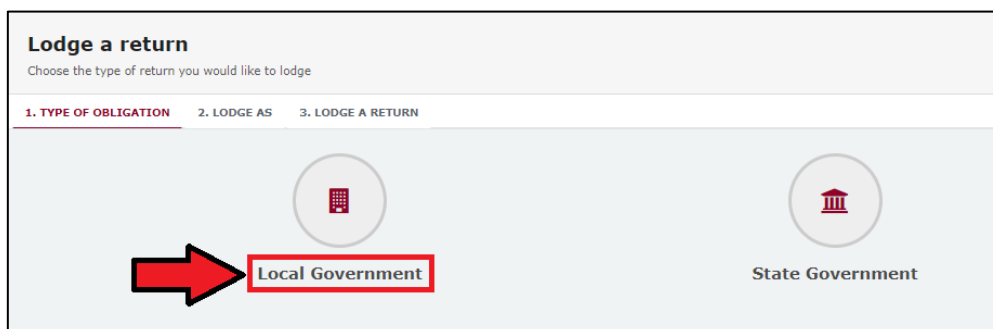 Lodge a return
Choose the type of return you would like to lodge
1. TYPE OF OBLIGATION 2. LODGE AS 3. LODGE A RETURN
Local Government State Government